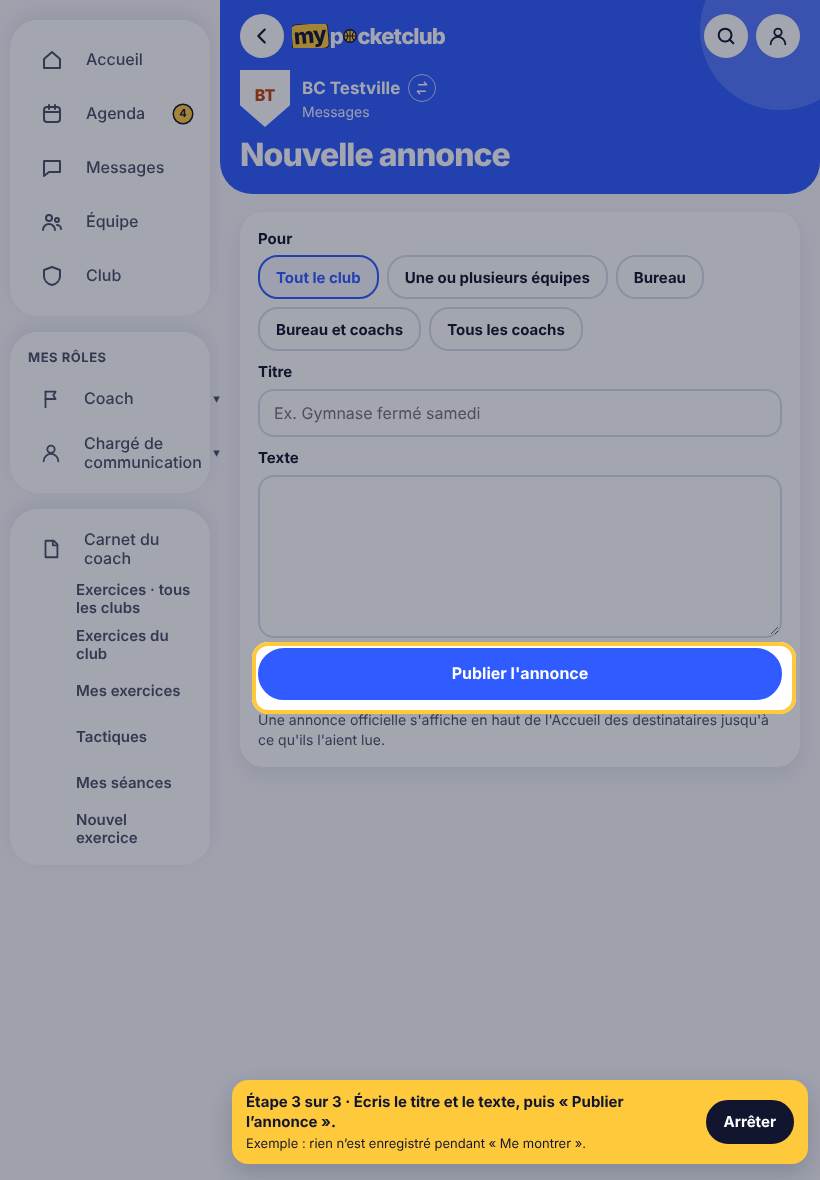 Accueil
Agenda
4
Messages
Équipe
Club
MES RÔLES
Coach
▾
Chargé de
communication
▾
Carnet du
coach
Exercices · tous
les clubs
Exercices du
club
Mes exercices
Tactiques
Mes séances
Nouvel
exercice
mypocketclub
BT
BC Testville
Messages
Nouvelle annonce
Pour
Tout le club
Une ou plusieurs équipes
Bureau
Bureau et coachs
Tous les coachs
Titre
Ex. Gymnase fermé samedi
Texte
Publier l'annonce
Une annonce officielle s'affiche en haut de l'Accueil des destinataires jusqu'à
ce qu'ils l'aient lue.
Étape 3 sur 3 · Écris le titre et le texte, puis « Publier
l’annonce ».
Exemple : rien n’est enregistré pendant « Me montrer ».
Arrêter